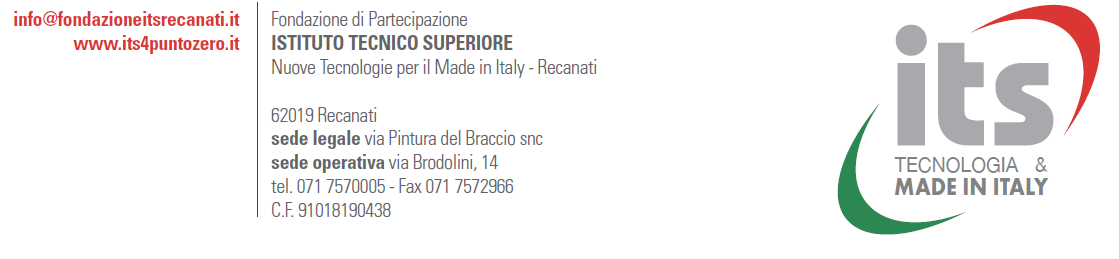 info@fondazioneitsrecanati.it
www.its4puntozero.it
Fondazione di Partecipazione
ISTITUTO TECNICO SUPERIORE
Nuove Tecnologie per il Made in Italy - Recanati
62019 Recanati
sede legale via Pintura del Braccio snc
sede operativa via Brodolini, 14
tel. 071 7570005 - Fax 071 7572966
C.F. 91018190438
its
TECNOLOGIA &
MADE IN ITALY